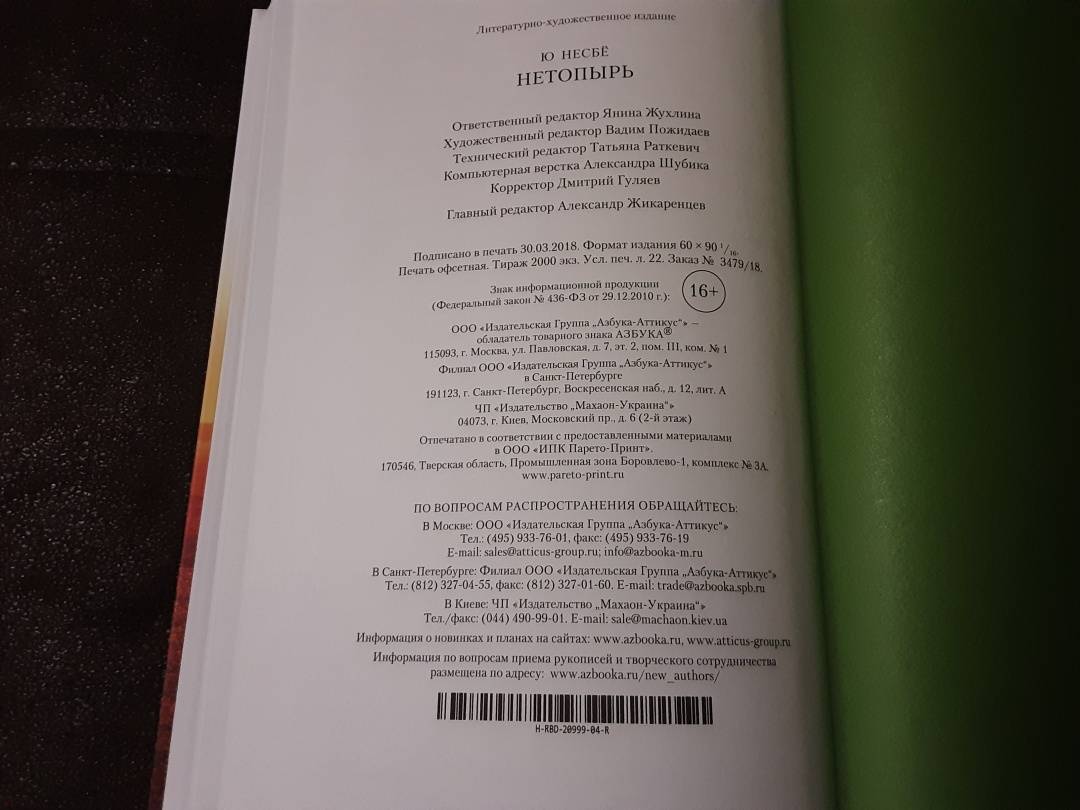 Литературно-художественное издание
Ю НЕСБЁ
НЕТОПЫРЬ
Ответственный редактор Янина Жухлина
Художественный редактор Вадим Пожидаев
Технический редактор Татьяна Раткевич
Компьютерная верстка Александра Шубика
Корректор Дмитрий Гуляев
Главный редактор Александр Жикаренцев
Подписано в печать 30.03.2018. Формат издания 60 × 90 1/16.
Печать офсетная. Тираж 2000 экз. Усл. печ. л. 22. Заказ № 3479/18.
Знак информационной продукции
(Федеральный закон № 436-ФЗ от 29.12.2010 г.):
16+
ООО «Издательская Группа „Азбука-Аттикус“» –
обладатель товарного знака АЗБУКА®
115093, г. Москва, ул. Павловская, д. 7, эт. 2, пом. III, ком. № 1
Филиал ООО «Издательская Группа „Азбука-Аттикус“»
в Санкт-Петербурге
191123, г. Санкт-Петербург, Воскресенская наб., д. 12, лит. А
ЧП «Издательство „Махаон-Украина“»
04073, г. Киев, Московский пр., д. 6 (2-й этаж)
Отпечатано в соответствии с предоставленными материалами
в ООО «ИПК Парето-Принт».
170546, Тверская область, Промышленная зона Боровлево-1, комплекс № 3А.
www.pareto-print.ru
ПО ВОПРОСАМ РАСПРОСТРАНЕНИЯ ОБРАЩАЙТЕСЬ:
В Москве: ООО «Издательская Группа „Азбука-Аттикус“»
Тел.: (495) 933-76-01, факс: (495) 933-76-19
E-mail: sales@atticus-group.ru; info@azbooka-m.ru
В Санкт-Петербурге: Филиал ООО «Издательская Группа „Азбука-Аттикус“»
Тел.: (812) 327-04-55, факс: (812) 327-01-60. E-mail: trade@azbooka.spb.ru
В Киеве: ЧП «Издательство „Махаон-Украина“»
Тел./факс: (044) 490-99-01. E-mail: sale@machaon.kiev.ua
Информация о новинках и планах на сайтах: www.azbooka.ru, www.atticus-group.ru
Информация по вопросам приема рукописей и творческого сотрудничества
размещена по адресу: www.azbooka.ru/new_authors/
H-RBD-20999-04-R